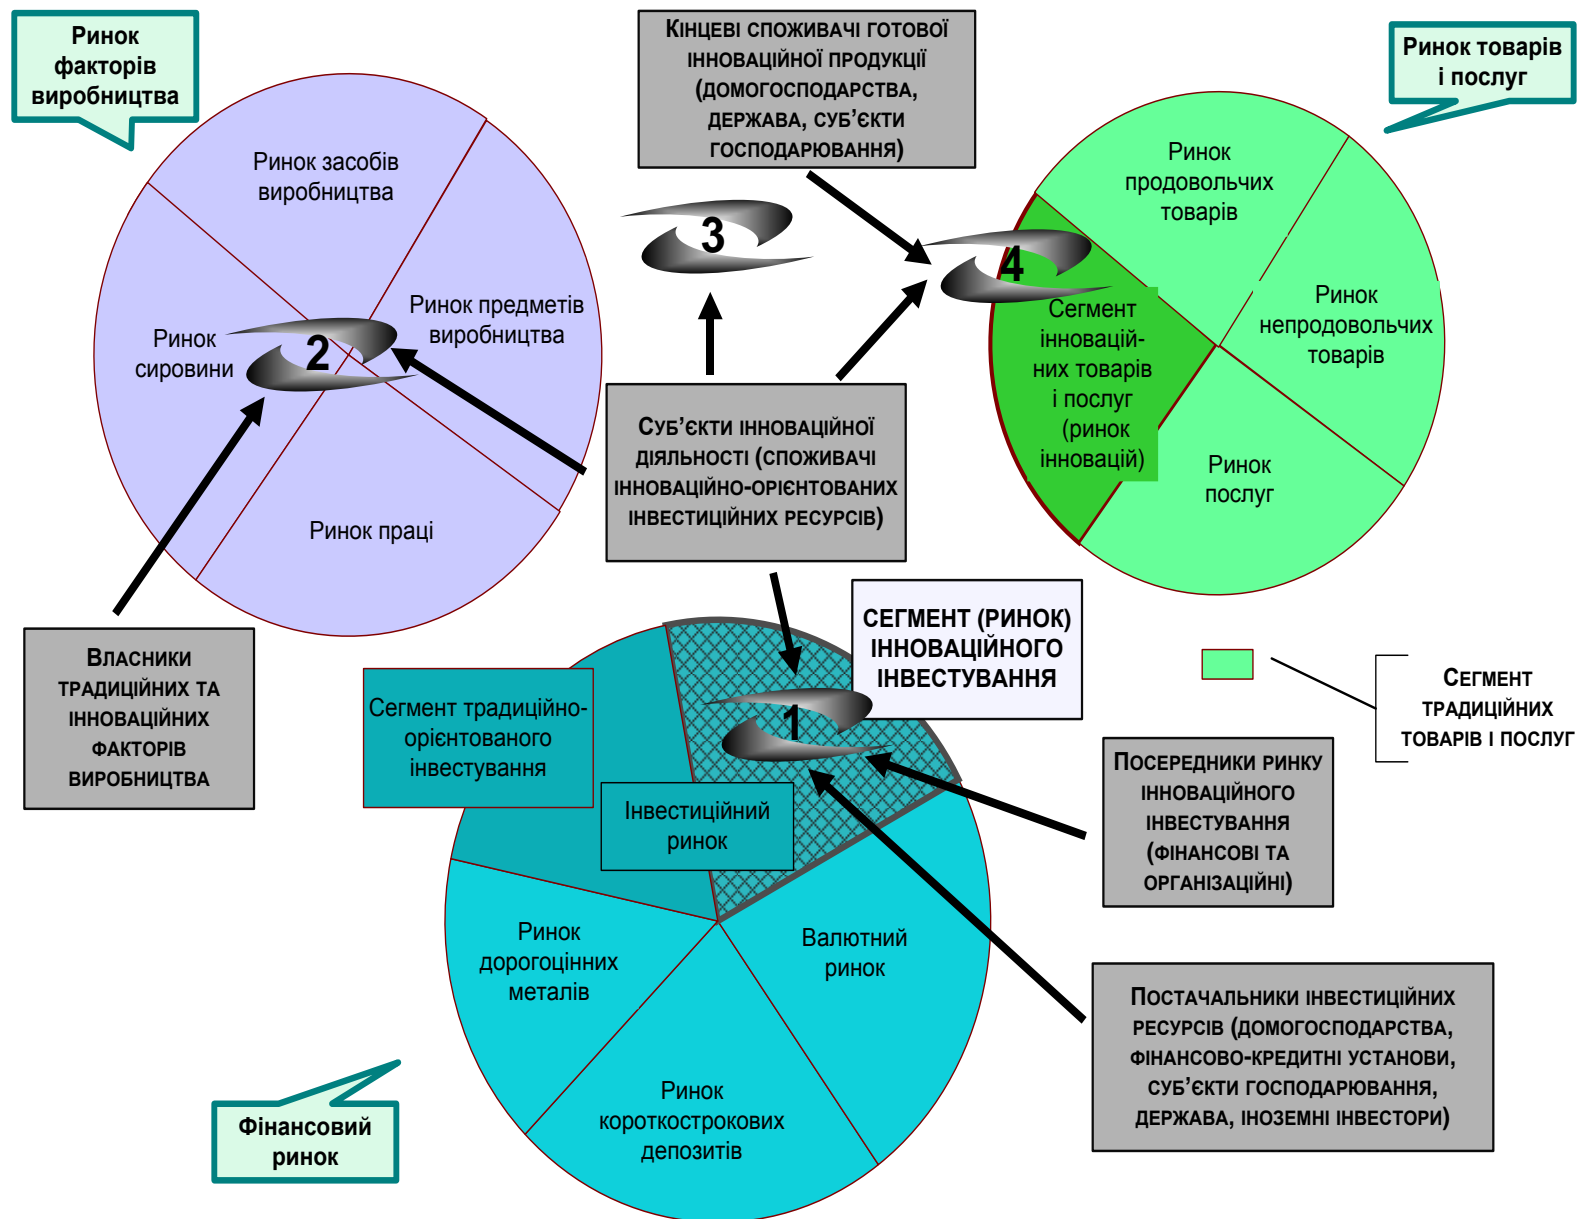 Ринок
факторів
виробництва
Кінцеві споживачі готової
інноваційної продукції
(домогосподарства,
держава, суб’єкти
господарювання)
Ринок товарів
і послуг
Ринок засобів
виробництва
Ринок предметів
виробництва
Ринок
сировини
Ринок праці
2
3
4
Ринок
продовольчих
товарів
Ринок
непродовольчих
товарів
Сегмент
інновацій-
них товарів
і послуг
(ринок
інновацій)
Ринок
послуг
Суб’єкти інноваційної
діяльності (споживачі
інноваційно-орієнтованих
інвестиційних ресурсів)
Власники
традиційних та
інноваційних
факторів
виробництва
СЕГМЕНТ (РИНОК)
ІННОВАЦІЙНОГО
ІНВЕСТУВАННЯ
Сегмент
традиційних
товарів і послуг
Сегмент традиційно-
орієнтованого
інвестування
1
Інвестиційний
ринок
Посередники ринку
інноваційного
інвестування
(фінансові та
організаційні)
Ринок
дорогоцінних
металів
Валютний
ринок
Ринок
короткострокових
депозитів
Постачальники інвестиційних
ресурсів (домогосподарства,
фінансово-кредитні установи,
суб’єкти господарювання,
держава, іноземні інвестори)
Фінансовий
ринок